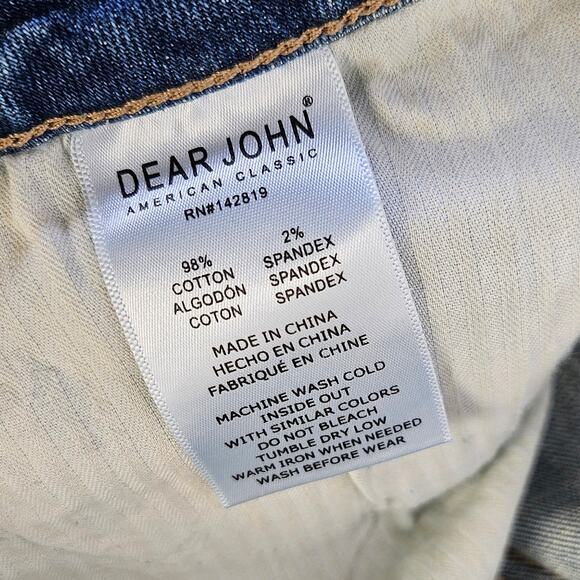 DEAR JOHN®
AMERICAN CLASSIC
RN#142819
98% 2%
COTTON SPANDEX
ALGODÓN SPANDEX
COTON SPANDEX
MADE IN CHINA
HECHO EN CHINA
FABRIQUÉ EN CHINE
MACHINE WASH COLD
INSIDE OUT
WITH SIMILAR COLORS
DO NOT BLEACH
TUMBLE DRY LOW
WARM IRON WHEN NEEDED
WASH BEFORE WEAR